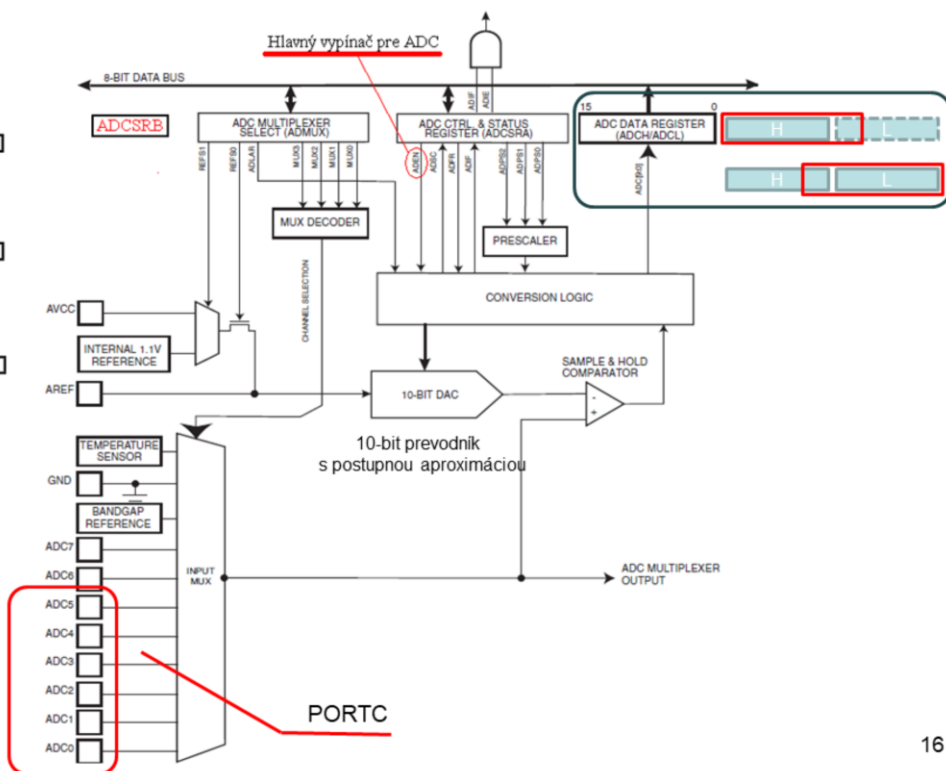 Hlavný vypínač pre ADC
8-BIT DATA BUS
ADIF
ADIE
15
0
ADCSRB
ADC MULTIPLEXER
SELECT (ADMUX)
ADC CTRL. & STATUS
REGISTER (ADCSRA)
ADC DATA REGISTER
(ADCH/ADCL)
H
L
H
L
REFS1
REFS0
ADLAR
MUX3
MUX2
MUX1
MUX0
ADEN
ADSC
ADFR
ADIF
ADPS2
ADPS1
ADPS0
ADC[9:0]
MUX DECODER
PRESCALER
CHANNEL SELECTION
CONVERSION LOGIC
AVCC
INTERNAL 1.1V
REFERENCE
AREF
SAMPLE & HOLD
COMPARATOR
10-BIT DAC
-
+
10-bit prevodník
s postupnou aproximáciou
TEMPERATURE
SENSOR
GND
BANDGAP
REFERENCE
ADC7
ADC6
ADC5
ADC4
ADC3
ADC2
ADC1
ADC0
INPUT
MUX
ADC MULTIPLEXER
OUTPUT
PORTC
16